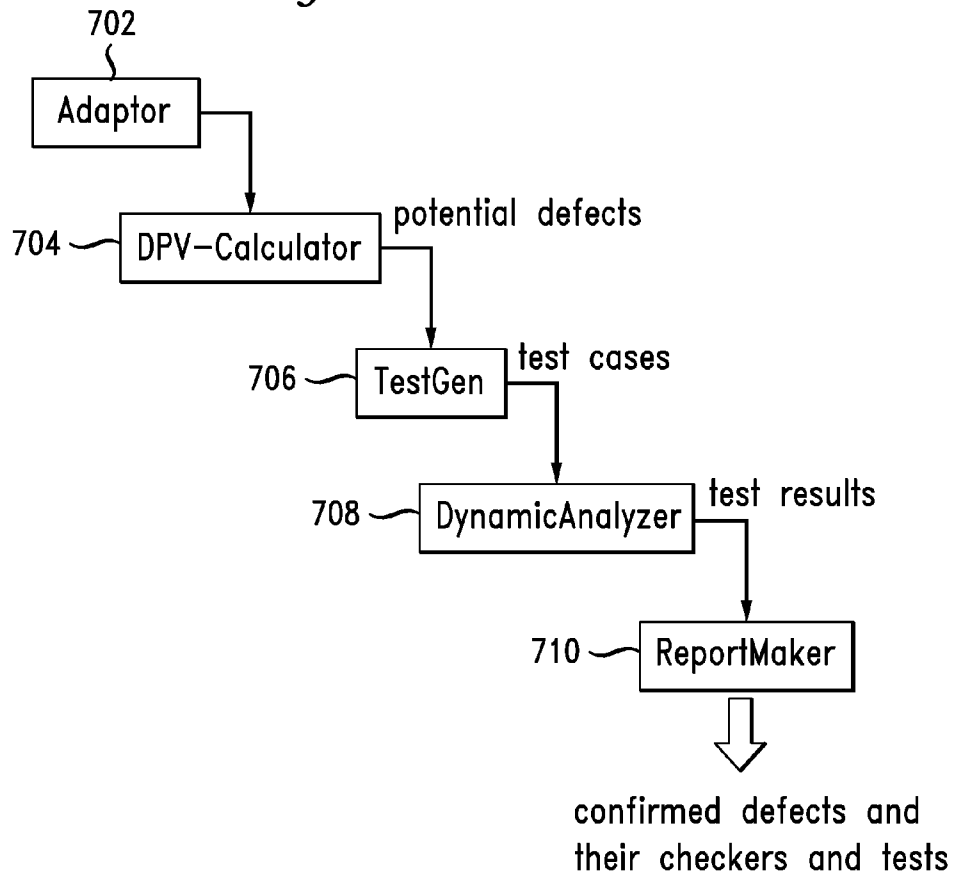 702
Adaptor
704
DPV-Calculator
potential defects
706
TestGen
test cases
708
DynamicAnalyzer
test results
710
ReportMaker
confirmed defects and
their checkers and tests